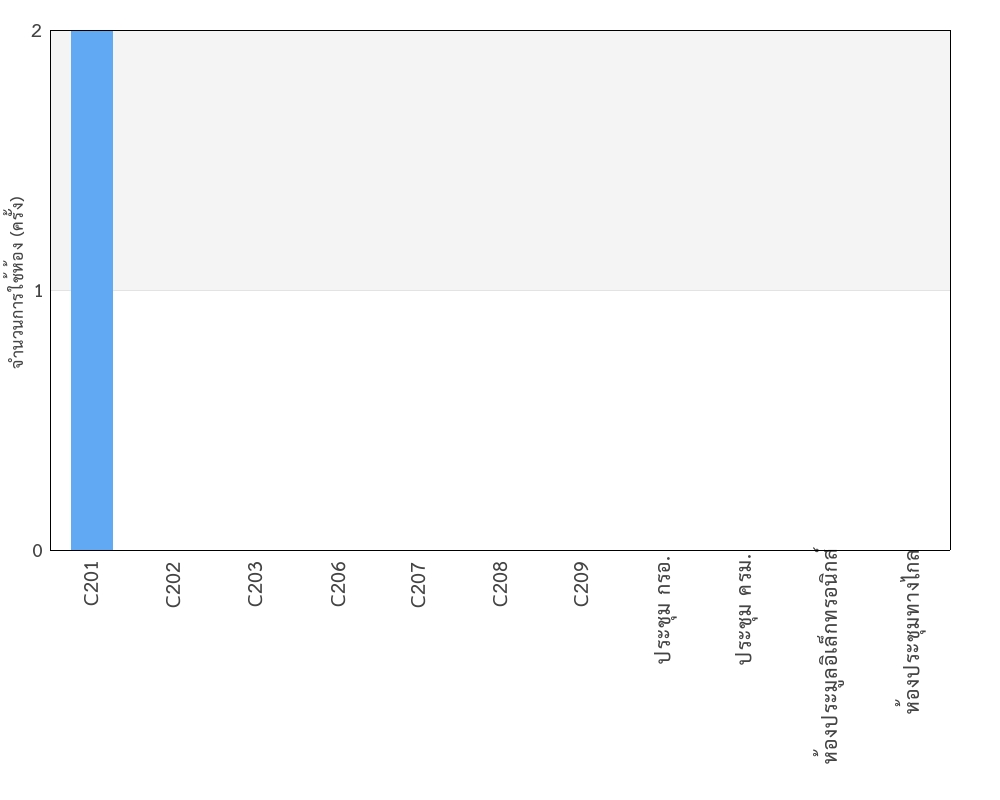 จำนวนการใช้ห้อง (ครั้ง)
2
1
0
C201
C202
C203
C206
C207
C208
C209
ประชุม กรอ.
ประชุม ครม.
ห้องประมูลอิเล็กทรอนิกส์
ห้องประชุมทางไกล